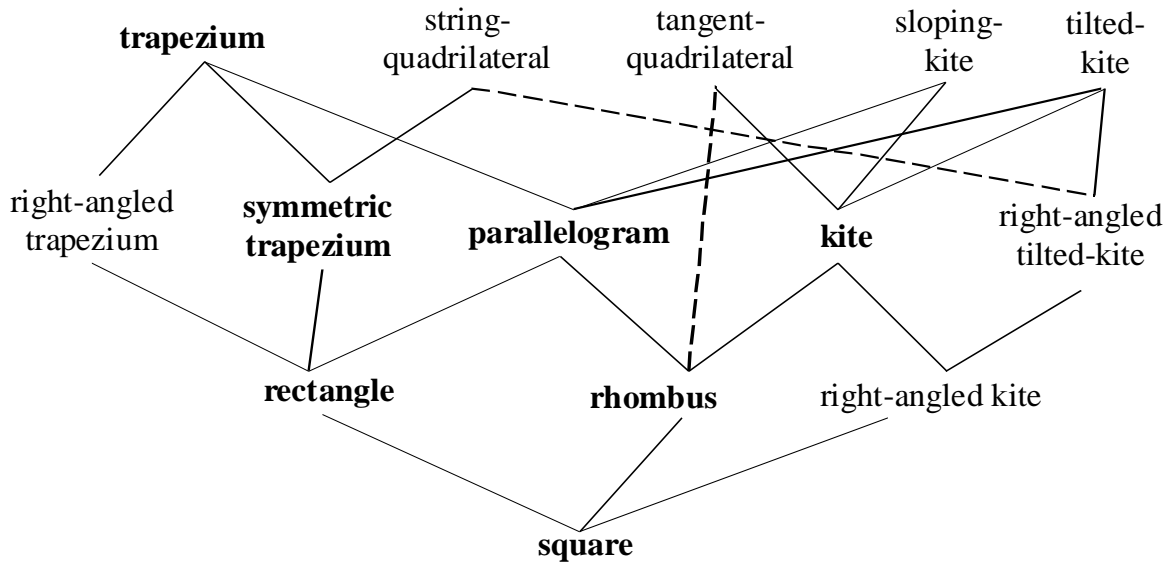 trapezium
string-
quadrilateral
tangent-
quadrilateral
sloping-
kite
tilted-
kite
right-angled
trapezium
symmetric
trapezium
parallelogram
kite
right-angled
tilted-kite
rectangle
rhombus
right-angled kite
square